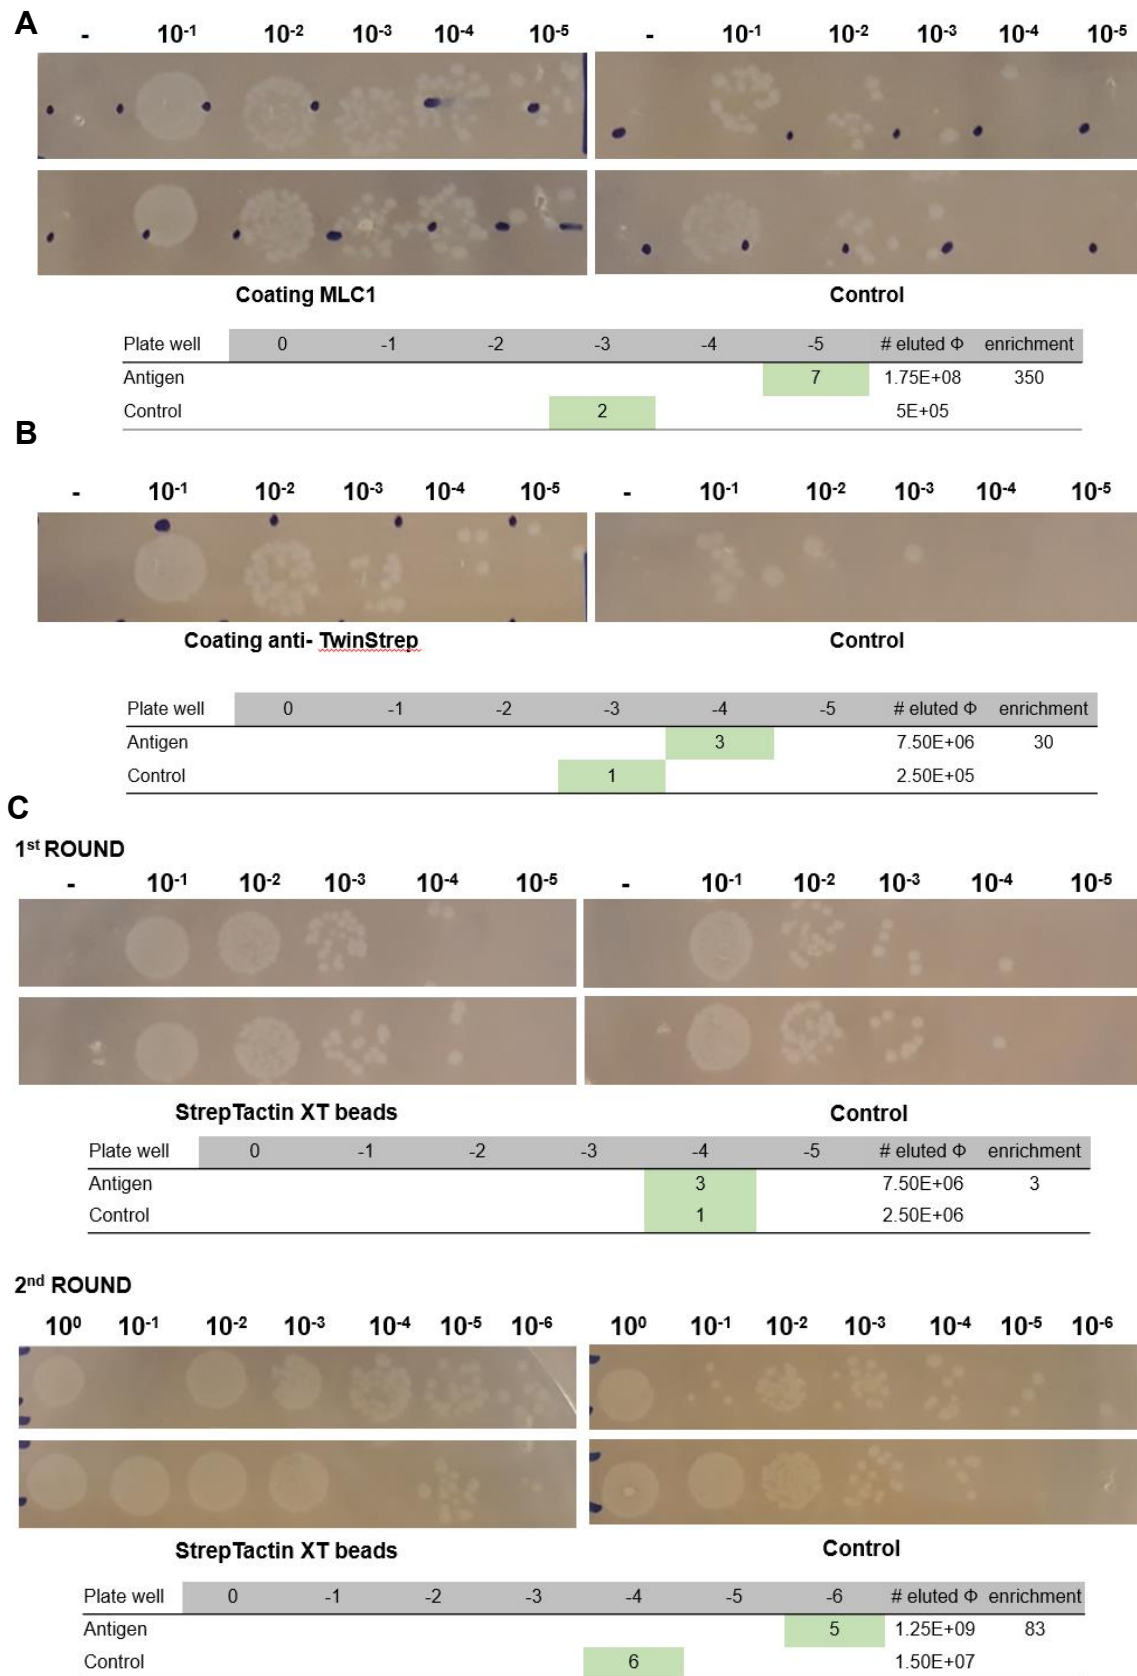 A
- 10⁻¹ 10⁻² 10⁻³ 10⁻⁴ 10⁻⁵ - 10⁻¹ 10⁻² 10⁻³ 10⁻⁴ 10⁻⁵
Coating MLC1 Control
Plate well 0 -1 -2 -3 -4 -5 # eluted Φ enrichment
Antigen 7 1.75E+08 350
Control 2 5E+05
B
- 10⁻¹ 10⁻² 10⁻³ 10⁻⁴ 10⁻⁵ - 10⁻¹ 10⁻² 10⁻³ 10⁻⁴ 10⁻⁵
Coating anti- TwinStrep Control
Plate well 0 -1 -2 -3 -4 -5 # eluted Φ enrichment
Antigen 3 7.50E+06 30
Control 1 2.50E+05
C
1st ROUND
- 10⁻¹ 10⁻² 10⁻³ 10⁻⁴ 10⁻⁵ - 10⁻¹ 10⁻² 10⁻³ 10⁻⁴ 10⁻⁵
StrepTactin XT beads Control
Plate well 0 -1 -2 -3 -4 -5 # eluted Φ enrichment
Antigen 3 7.50E+06 3
Control 1 2.50E+06
2nd ROUND
10⁰ 10⁻¹ 10⁻² 10⁻³ 10⁻⁴ 10⁻⁵ 10⁻⁶ 10⁰ 10⁻¹ 10⁻² 10⁻³ 10⁻⁴ 10⁻⁵ 10⁻⁶
StrepTactin XT beads Control
Plate well 0 -1 -2 -3 -4 -5 -6 # eluted Φ enrichment
Antigen 5 1.25E+09 83
Control 6 1.50E+07